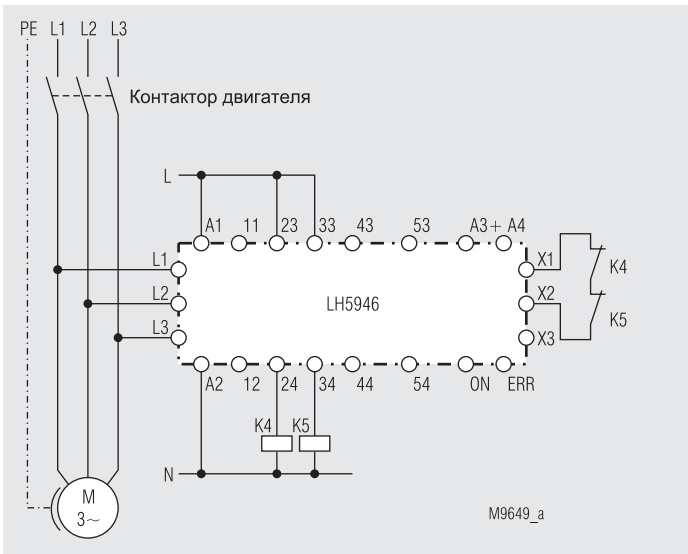 PE L1 L2 L3
Контактор двигателя
L
A1 11 23 33 43 53 A3+ A4
L1
X1
K4
L2
LH5946
X2
K5
L3
X3
A2 12 24 34 44 54 ON ERR
K4 K5
N
M
3~
M9649_a